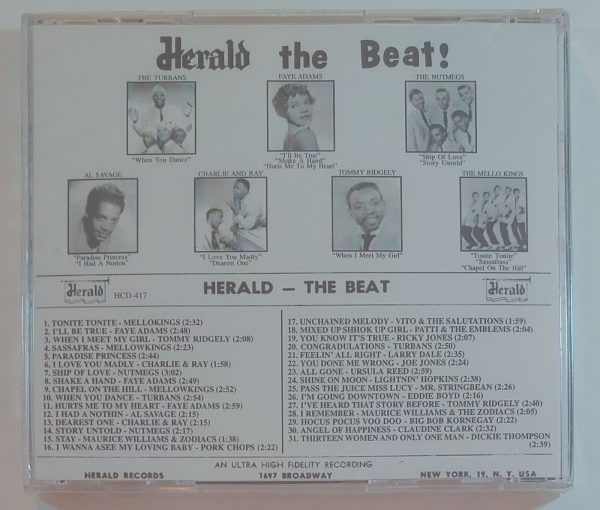 Herald the Beat!
THE TURBANS
FAYE ADAMS
THE NUTMEGS
"When You Dance"
"I'll Be True"
"Shake A Hand"
"Hurts Me To My Heart"
"Ship Of Love"
"Story Untold"
AL SAVAGE
CHARLIE AND RAY
TOMMY RIDGELY
THE MELLO KINGS
"Paradise Princess"
"I Had A Notion"
"I Love You Madly"
"Dearest One"
"When I Meet My Girl"
"Tonite Tonite"
"Sassafrass"
"Chapel On The Hill"
Herald
HCD-417
HERALD – THE BEAT
Herald
1. TONITE TONITE - MELLOKINGS (2:32)
2. I'LL BE TRUE - FAYE ADAMS (2:48)
3. WHEN I MEET MY GIRL - TOMMY RIDGELY (2:08)
4. SASSAFRAS - MELLOWKINGS (2:23)
5. PARADISE PRINCESS (2:44)
6. I LOVE YOU MADLY - CHARLIE & RAY (1:58)
7. SHIP OF LOVE - NUTMEGS (3:02)
8. SHAKE A HAND - FAYE ADAMS (2:49)
9. CHAPEL ON THE HILL - MELLOWKINGS (2:52)
10. WHEN YOU DANCE - TURBANS (2:54)
11. HURTS ME TO MY HEART - FAYE ADAMS (2:59)
12. I HAD A NOTHIN - AL SAVAGE (2:15)
13. DEAREST ONE - CHARLIE & RAY (2:15)
14. STORY UNTOLD - NUTMEGS (2:17)
15. STAY - MAURICE WILLIAMS & ZODIACS (1:38)
16. I WANNA ASEE MY LOVING BABY - PORK CHOPS (2:22)
17. UNCHAINED MELODY - VITO & THE SALUTATIONS (1:59)
18. MIXED UP SHHOK UP GIRL - PATTI & THE EMBLEMS (2:04)
19. YOU KNOW IT'S TRUE - RICKY JONES (2:07)
20. CONGRADULATIONS - TURBANS (2:50)
21. FEELIN' ALL RIGHT - LARRY DALE (2:35)
22. YOU DONE ME WRONG - JOE JONES (2:24)
23. ALL GONE - URSULA REED (2:59)
24. SHINE ON MOON - LIGHTNIN' HOPKINS (2:38)
25. PASS THE JUICE MISS LUCY - MR. STRINGBEAN (2:26)
26. I'M GOING DOWNTOWN - EDDIE BOYD (2:16)
27. I'VE HEARD THAT STORY BEFORE - TOMMY RIDGELY (2:40)
28. I REMEMBER - MAURICE WILLIAMS & THE ZODIACS (2:05)
29. HOCUS POCUS VOO DOO - BIG BOB KORNEGAY (2:22)
30. ANGEL OF HAPPINESS - CLAUDINE CLARK (2:32)
31. THIRTEEN WOMEN AND ONLY ONE MAN - DICKIE THOMPSON
(2:39)
AN ULTRA HIGH FIDELITY RECORDING
HERALD RECORDS
1697 BROADWAY
NEW YORK, 19, N. Y. USA